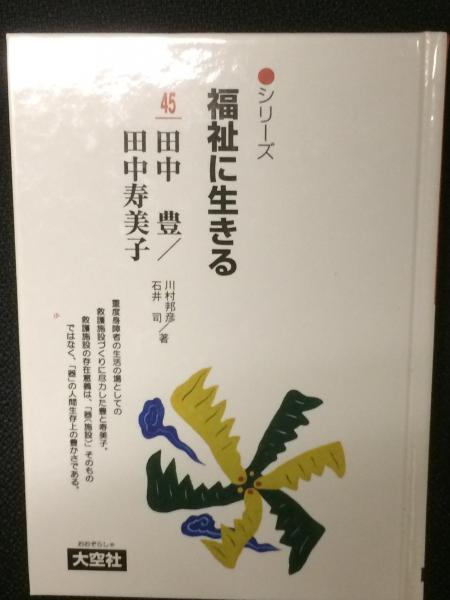 ●シリーズ
福祉に生きる
45
田中 豊／
田中寿美子
川村邦彦／著
石井 司
重度身障者の生活の場としての
救護施設づくりに尽力した豊と寿美子。
救護施設の存在意義は、「器(施設)」そのもの
ではなく、「器」の人間生存上の豊かさである。
おおぞらしゃ
大空社